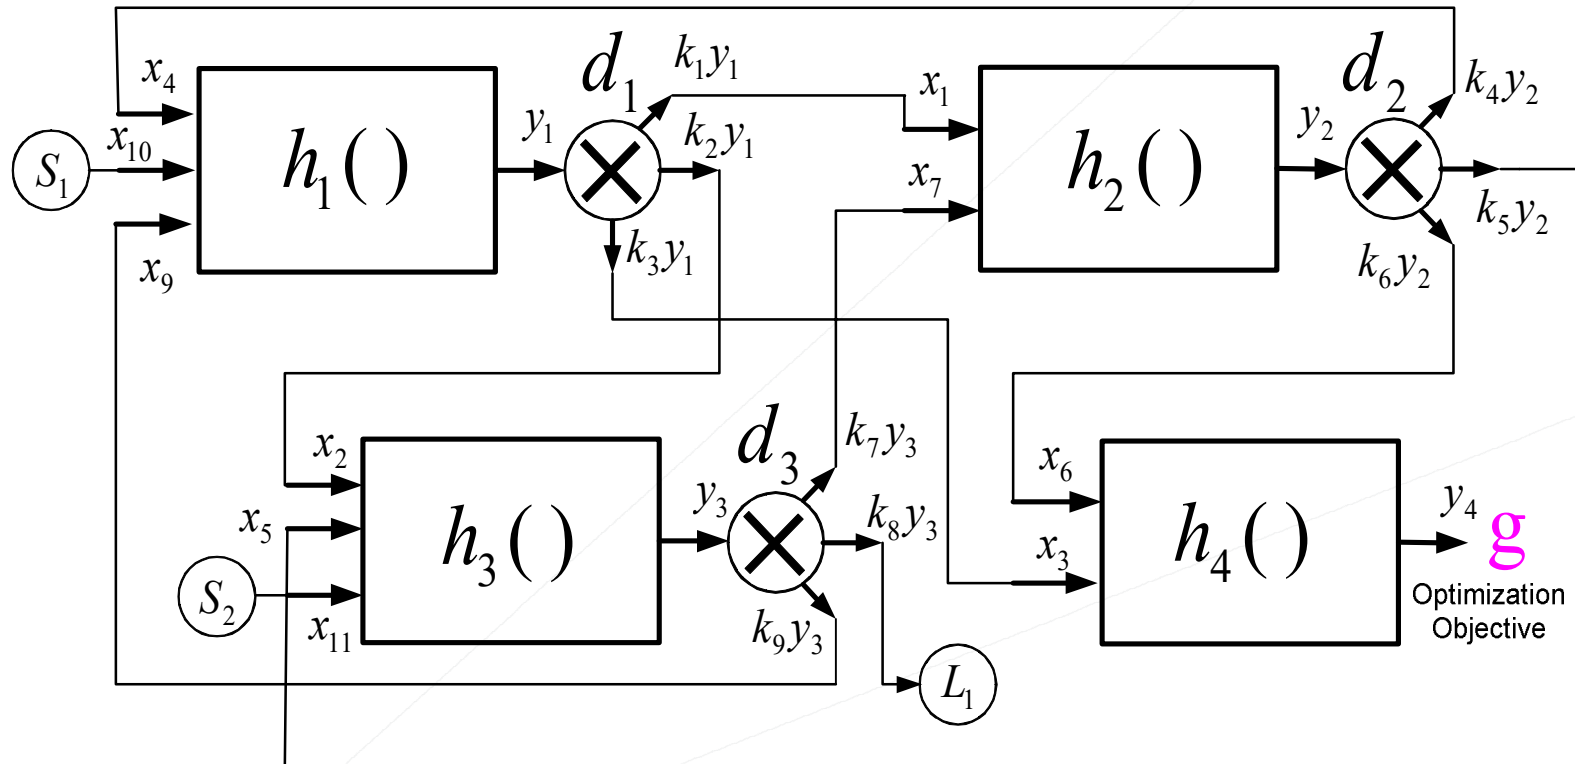 x₄
x₁₀
S₁
x₉
h₁( )
y₁
d₁
k₁y₁
k₂y₁
k₃y₁
x₁
x₇
h₂( )
y₂
d₂
k₄y₂
k₅y₂
k₆y₂
x₂
x₅
S₂
x₁₁
h₃( )
y₃
d₃
k₇y₃
k₈y₃
k₉y₃
L₁
x₆
x₃
h₄( )
y₄
g
Optimization
Objective